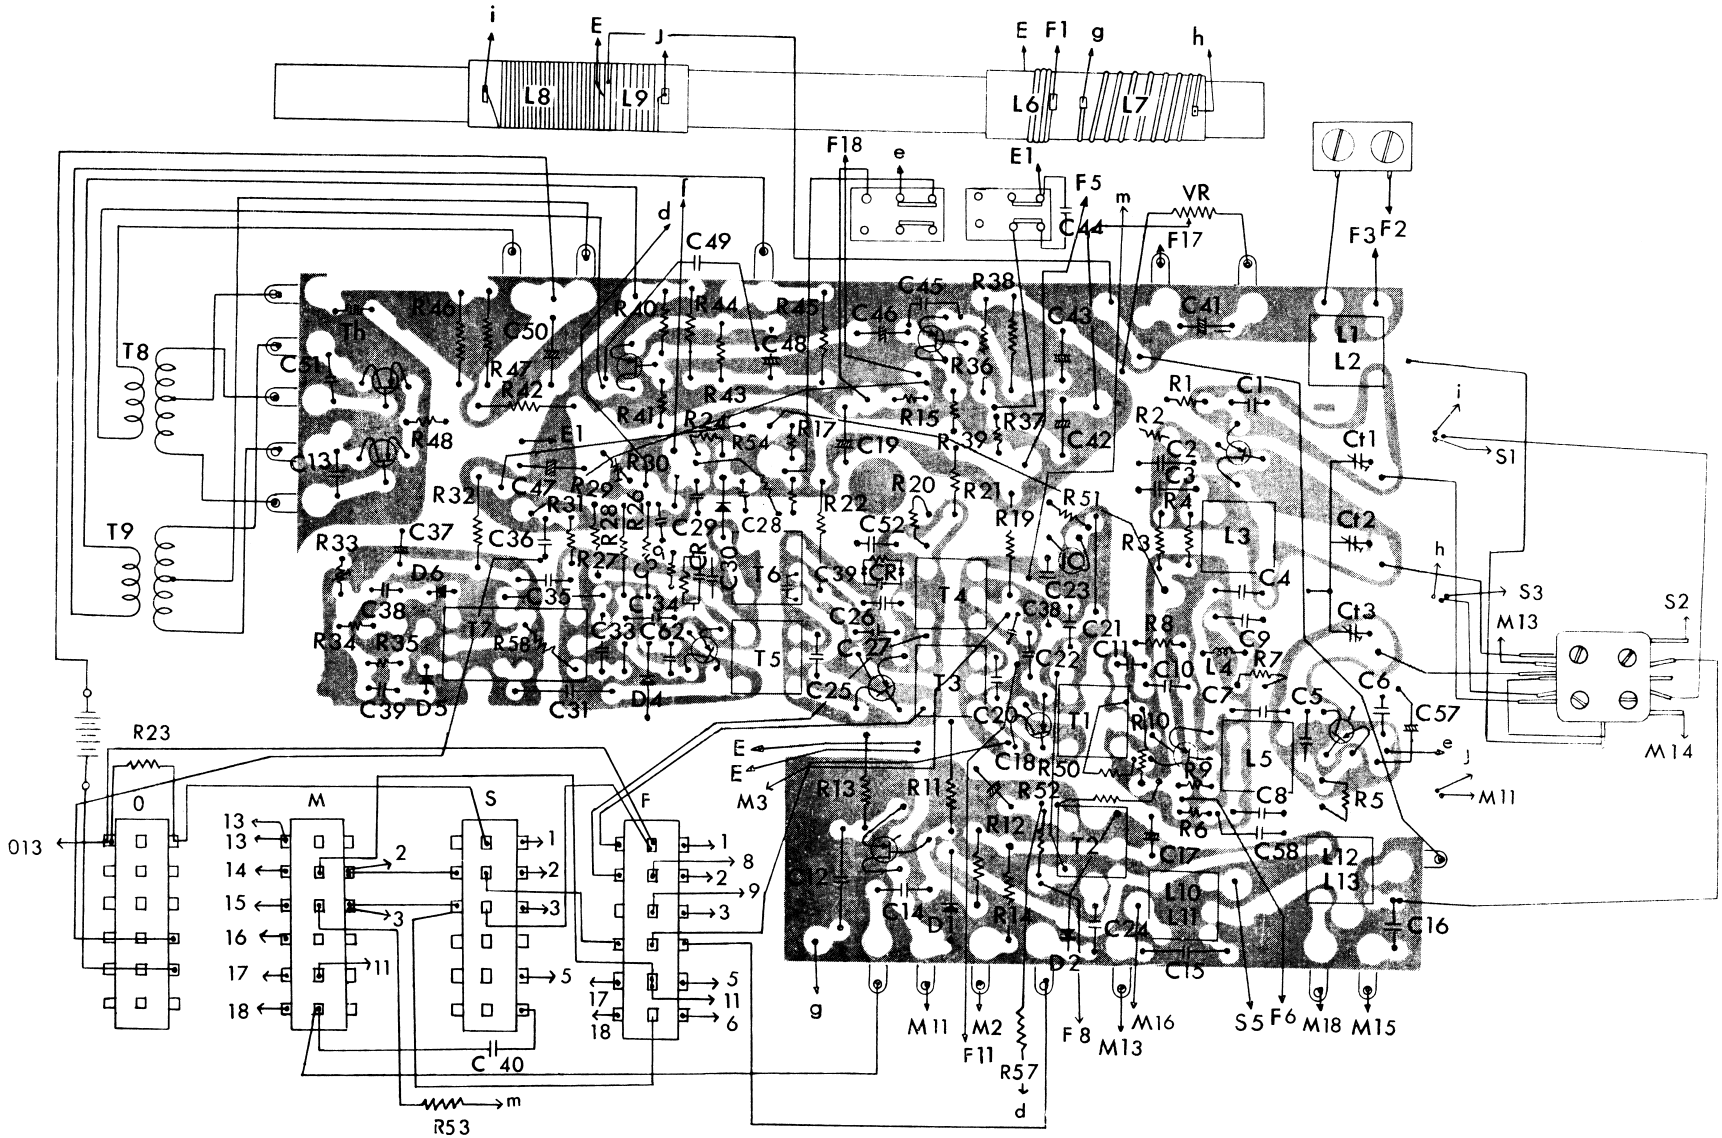 i E J E F1 g h
L8 L9 L6 L7
F18 e E1 F5 m VR
r d C44 F17 F3 F2
C49
R46 R40 R44 R45 C45 R38 C41
Th C50 C46 C43 L1
T8 C48 L2
C51 R47 R36 R1 C1
R42 R43 R15 i
R41 R24 R37 R2
R48 E1 R54 R17 C19 R39 C42 Ct1 S1
C13 R30 C2
C47 R29 C3
R32 R31 R26 R22 R20 R21 R51 R4
R28 C29 C28 R19 Ct2
T9 C37 C36 C52 R3 L3 h
R33 R27 CR C30
D6 T6 C39 CR T4 C23 C4 S3
C38 C35 C34 C26 C38 C21 Ct3 M13 S2
R34 R35 T7 R58 C33 C62 C27 R8 C9
T5 C22 C11 L4 R7
C39 D5 C31 D4 C25 T3 C10 C7 C5 C6 C57
C20 T1 R10
R23 E C18 L5 e M14
E R50 J
M3 R13 R11 R52 R9 R5 M11
O M S F
R12 R6 C8
13 C17 C58
O13 13 1 1
14 2 2 8 T2 L12
2 L13
15 3 3 9 12 C14 D1 R14 L10
3 L11
16 C24 C16
17 11 5 5 D2 C15
17 11
18 18 6 g M11 M2 F8 M16 S5 F6 M18 M15
F11 M13
C 40 R57
R53 m d